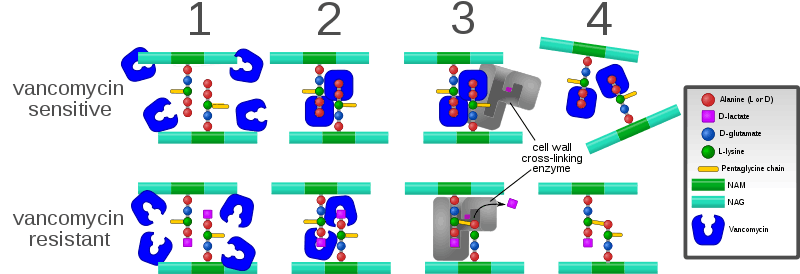 1 2 3 4
vancomycin
sensitive
cell wall
cross-linking
enzyme
vancomycin
resistant
Alanine (L or D)
D-lactate
D-glutamate
L-lysine
Pentaglycine chain
NAM
NAG
Vancomycin